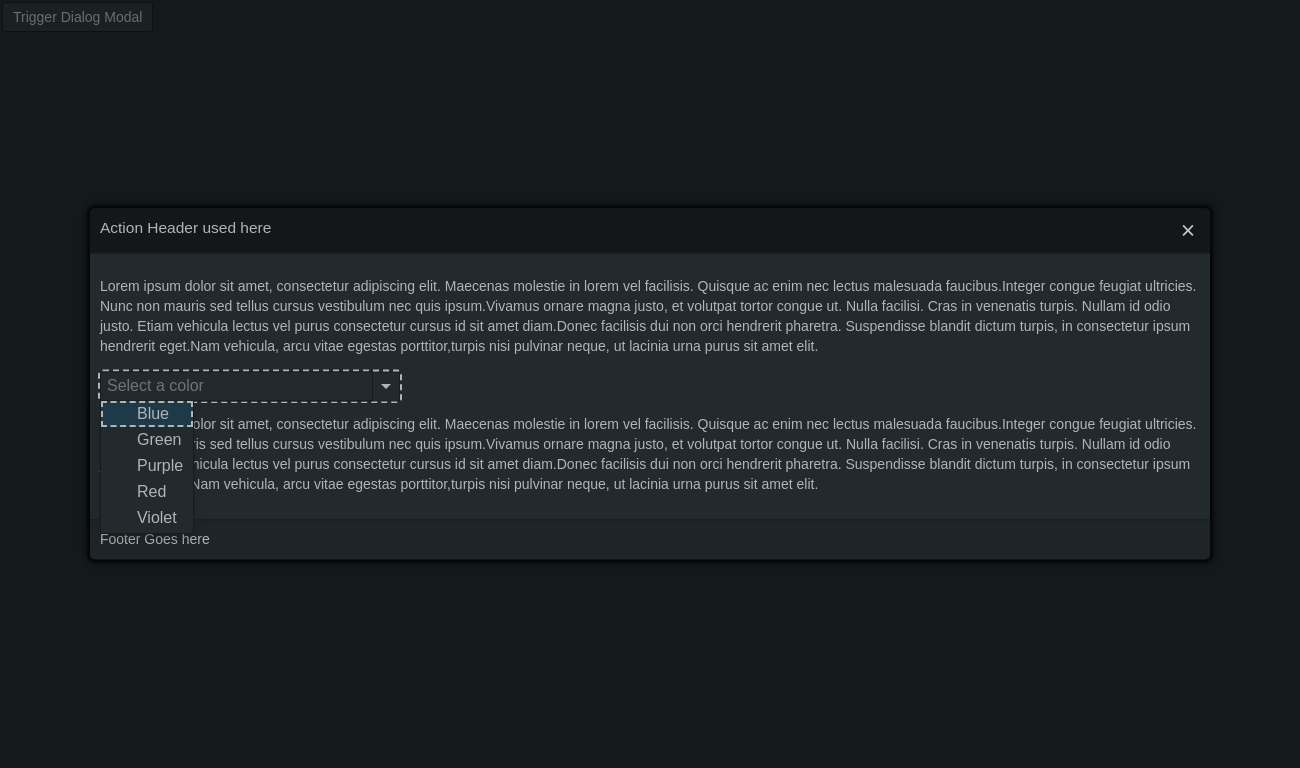 Trigger Dialog Modal
Action Header used here
Lorem ipsum dolor sit amet, consectetur adipiscing elit. Maecenas molestie in lorem vel facilisis. Quisque ac enim nec lectus malesuada faucibus.Integer congue feugiat ultricies.
Nunc non mauris sed tellus cursus vestibulum nec quis ipsum.Vivamus ornare magna justo, et volutpat tortor congue ut. Nulla facilisi. Cras in venenatis turpis. Nullam id odio
justo. Etiam vehicula lectus vel purus consectetur cursus id sit amet diam.Donec facilisis dui non orci hendrerit pharetra. Suspendisse blandit dictum turpis, in consectetur ipsum
hendrerit eget.Nam vehicula, arcu vitae egestas porttitor,turpis nisi pulvinar neque, ut lacinia urna purus sit amet elit.
Select a color
Blue
Green
Purple
Red
Violet
sit amet, consectetur adipiscing elit. Maecenas molestie in lorem vel facilisis. Quisque ac enim nec lectus malesuada faucibus.Integer congue feugiat ultricies.
sed tellus cursus vestibulum nec quis ipsum.Vivamus ornare magna justo, et volutpat tortor congue ut. Nulla facilisi. Cras in venenatis turpis. Nullam id odio
lectus vel purus consectetur cursus id sit amet diam.Donec facilisis dui non orci hendrerit pharetra. Suspendisse blandit dictum turpis, in consectetur ipsum
Nam vehicula, arcu vitae egestas porttitor,turpis nisi pulvinar neque, ut lacinia urna purus sit amet elit.
Footer Goes here